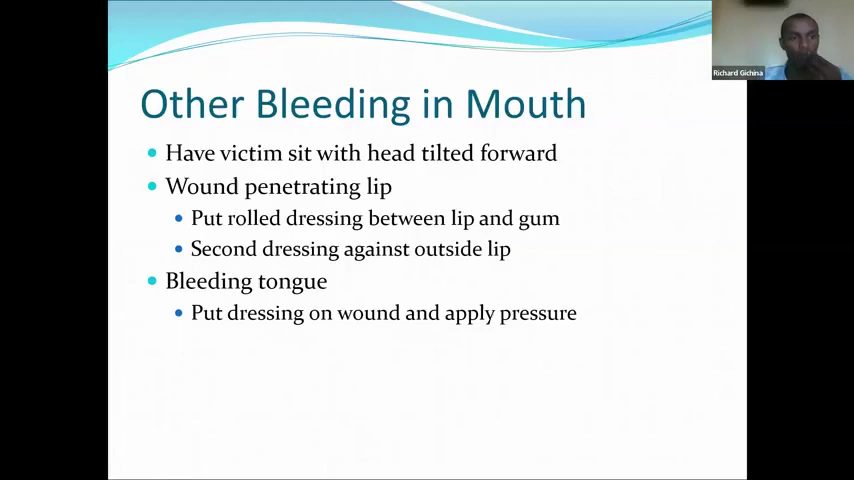 Richard Gichina
Other Bleeding in Mouth
Have victim sit with head tilted forward
Wound penetrating lip
Put rolled dressing between lip and gum
Second dressing against outside lip
Bleeding tongue
Put dressing on wound and apply pressure